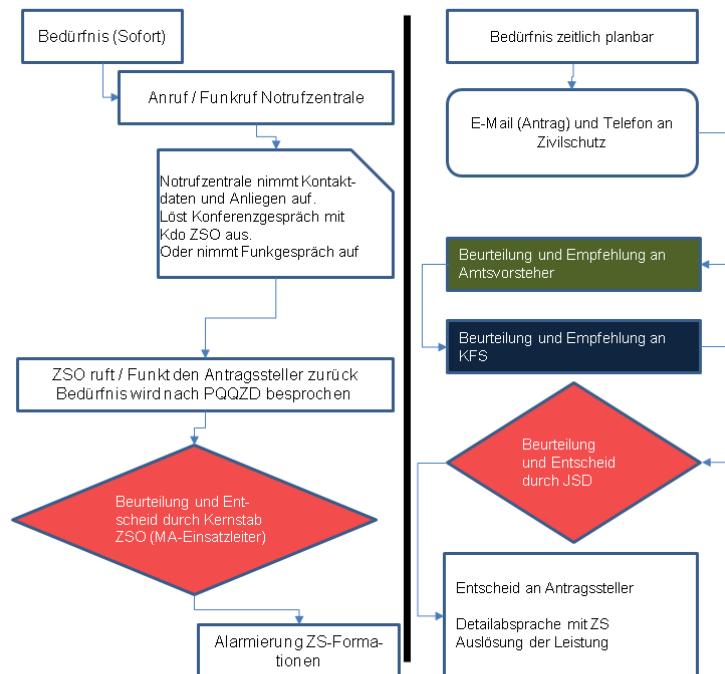 Bedürfnis (Sofort)
Anruf / Funkruf Notrufzentrale
Notrufzentrale nimmt Kontakt-
daten und Anliegen auf.
Löst Konferenzgespräch mit
Kdo ZSO aus.
Oder nimmt Funkgespräch auf
ZSO ruft / Funkt den Antragssteller zurück
Bedürfnis wird nach PQQZD besprochen
Beurteilung und Ent-
scheid durch Kernstab
ZSO (MA-Einsatzleiter)
Alarmierung ZS-Forma-
tionen
Bedürfnis zeitlich planbar
E-Mail (Antrag) und Telefon an
Zivilschutz
Beurteilung und Empfehlung an
Amtsvorsteher
Beurteilung und Empfehlung an
KFS
Beurteilung
und Entscheid
durch JSD
Entscheid an Antragssteller
Detailabsprache mit ZS
Auslösung der Leistung